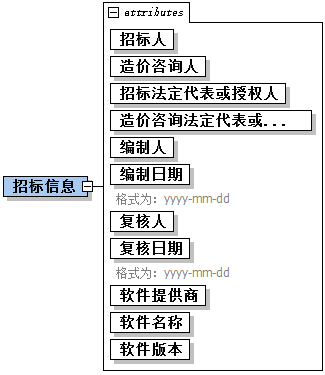 attributes
招标人
造价咨询人
招标法定代表或授权人
造价咨询法定代表或...
编制人
招标信息
编制日期
格式为：yyyy-mm-dd
复核人
复核日期
格式为：yyyy-mm-dd
软件提供商
软件名称
软件版本